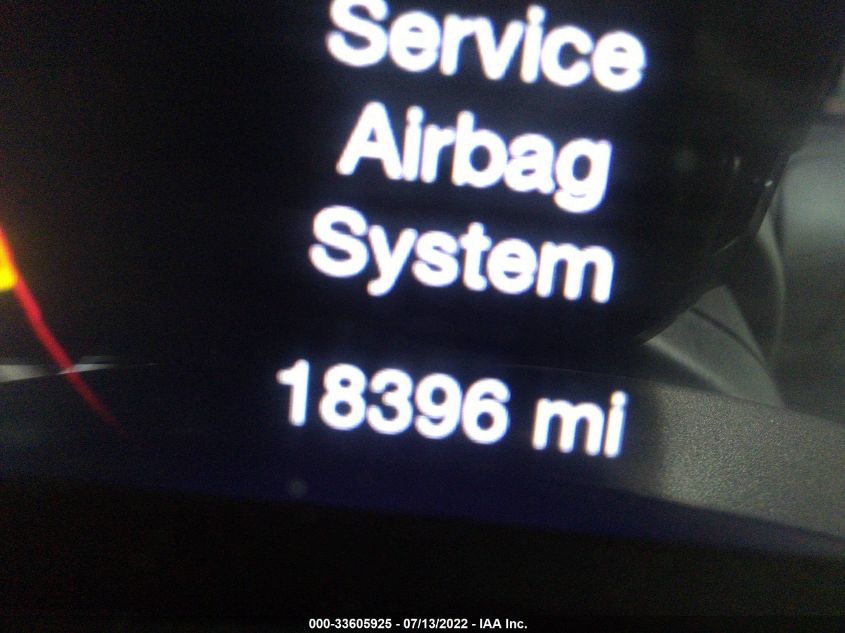 Service
Airbag
System
18396 mi
000-33605925 - 07/13/2022 - IAA Inc.